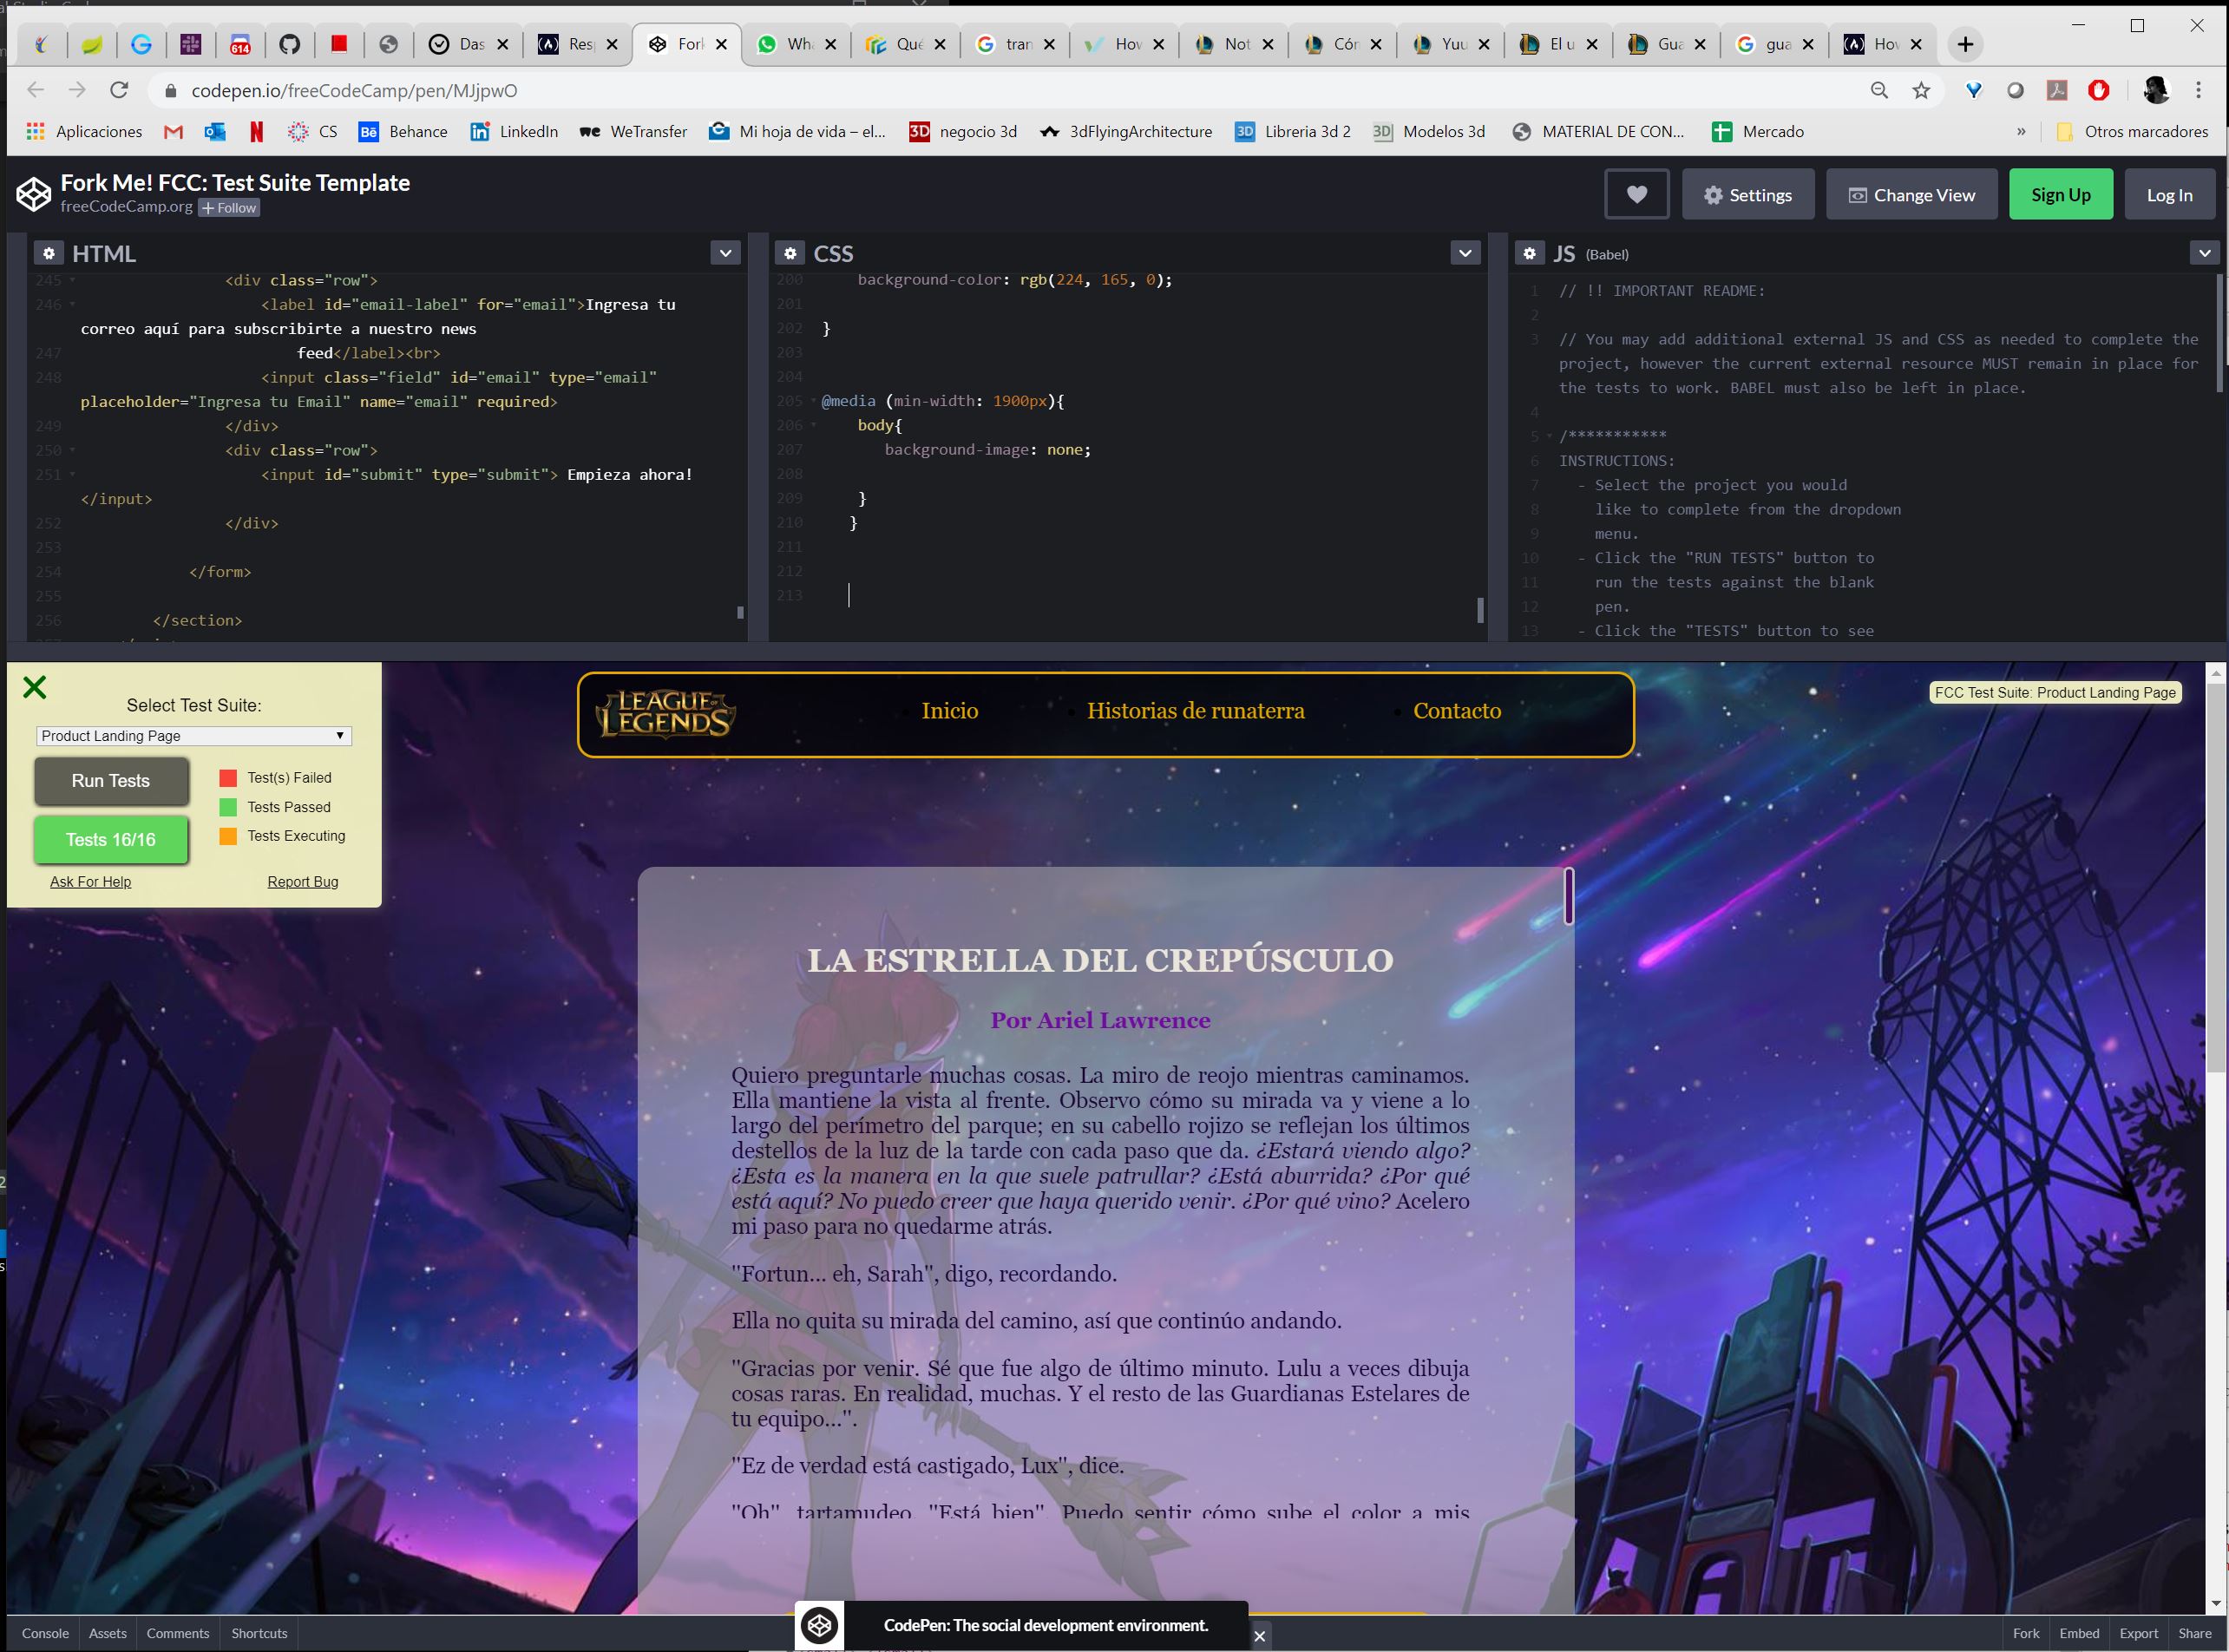 614
Das
Res
Fork
Wh
Qué
tran
Hov
Not
Cór
Yuu
El u
Gua
gua
Hov
codepen.io/freeCodeCamp/pen/MJjpwO
Aplicaciones
CS
Behance
LinkedIn
WeTransfer
Mi hoja de vida – el...
negocio 3d
3dFlyingArchitecture
Libreria 3d 2
Modelos 3d
MATERIAL DE CON...
Mercado
»
Otros marcadores
Fork Me! FCC: Test Suite Template
freeCodeCamp.org + Follow
Settings
Change View
Sign Up
Log In
HTML
245 <div class="row">
246 <label id="email-label" for="email">Ingresa tu
correo aquí para subscribirte a nuestro news
247 feed</label><br>
248 <input class="field" id="email" type="email"
placeholder="Ingresa tu Email" name="email" required>
249 </div>
250 <div class="row">
251 <input id="submit" type="submit"> Empieza ahora!
</input>
252 </div>
253
254 </form>
255
256 </section>
CSS
200 background-color: rgb(224, 165, 0);
201
202 }
203
204
205 @media (min-width: 1900px){
206 body{
207 background-image: none;
208
209 }
210 }
211
212
213
JS (Babel)
1 // !! IMPORTANT README:
2
3 // You may add additional external JS and CSS as needed to complete the
project, however the current external resource MUST remain in place for
the tests to work. BABEL must also be left in place.
4
5 /***********
6 INSTRUCTIONS:
7 - Select the project you would
8 like to complete from the dropdown
9 menu.
10 - Click the "RUN TESTS" button to
11 run the tests against the blank
12 pen.
13 - Click the "TESTS" button to see
Select Test Suite:
Product Landing Page
Run Tests
Tests 16/16
Test(s) Failed
Tests Passed
Tests Executing
Ask For Help
Report Bug
LEAGUE OF LEGENDS
Inicio
Historias de runaterra
Contacto
FCC Test Suite: Product Landing Page
LA ESTRELLA DEL CREPÚSCULO
Por Ariel Lawrence
Quiero preguntarle muchas cosas. La miro de reojo mientras caminamos.
Ella mantiene la vista al frente. Observo cómo su mirada va y viene a lo
largo del perímetro del parque; en su cabello rojizo se reflejan los últimos
destellos de la luz de la tarde con cada paso que da. ¿Estará viendo algo?
¿Esta es la manera en la que suele patrullar? ¿Está aburrida? ¿Por qué
está aquí? No puedo creer que haya querido venir. ¿Por qué vino? Acelero
mi paso para no quedarme atrás.
"Fortun... eh, Sarah", digo, recordando.
Ella no quita su mirada del camino, así que continúo andando.
"Gracias por venir. Sé que fue algo de último minuto. Lulu a veces dibuja
cosas raras. En realidad, muchas. Y el resto de las Guardianas Estelares de
tu equipo...".
"Ez de verdad está castigado, Lux", dice.
"Oh", tartamudeo. "Está bien". Puedo sentir cómo sube el color a mis
CodePen: The social development environment.
Console
Assets
Comments
Shortcuts
Fork
Embed
Export
Share